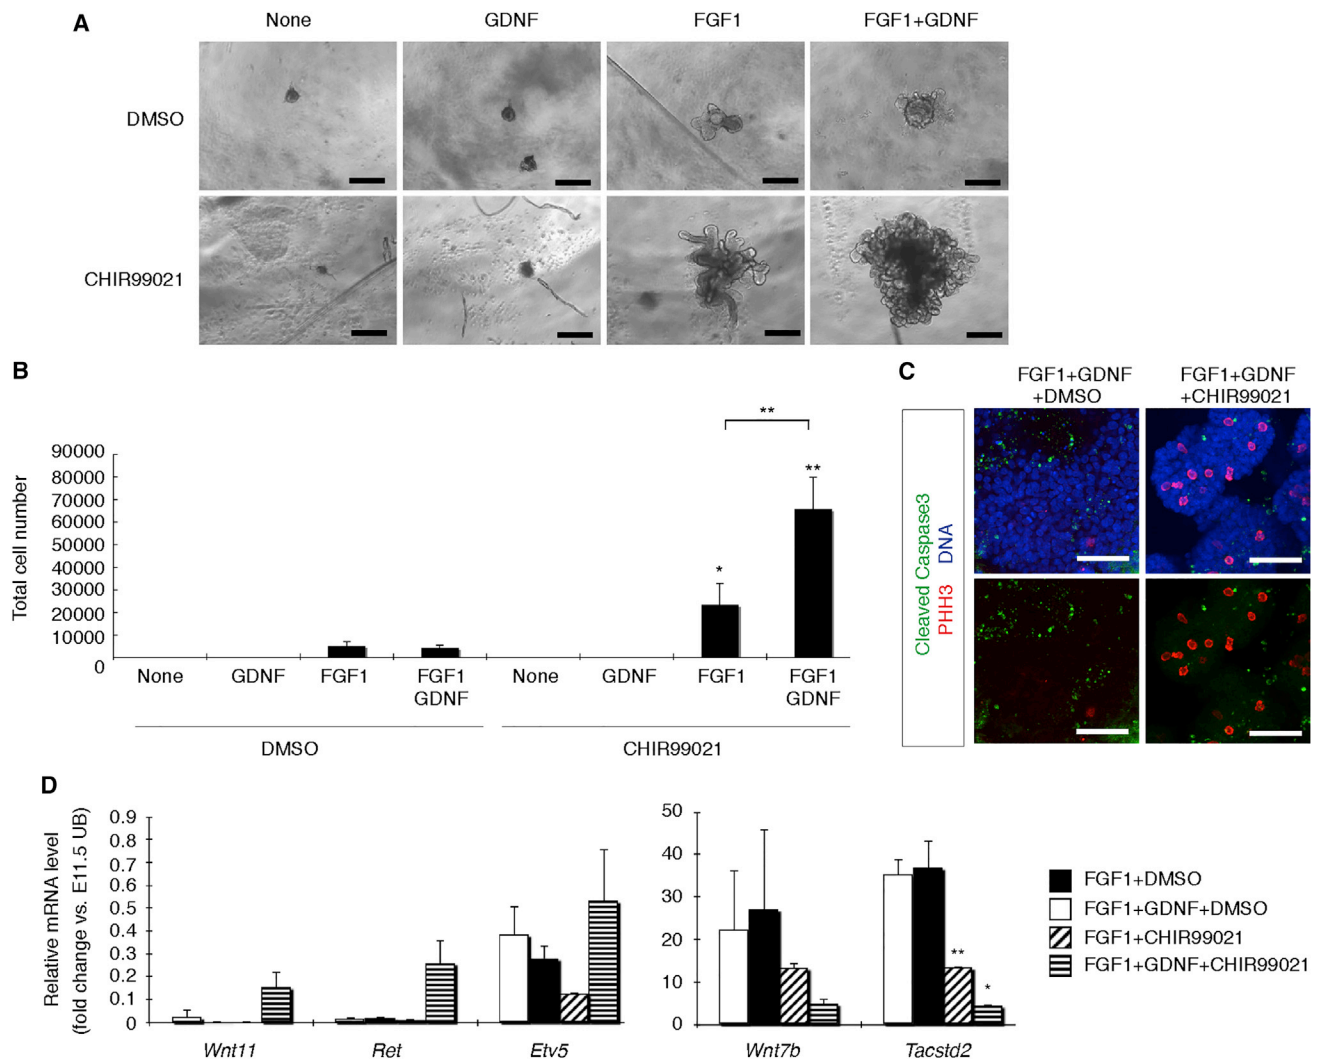 A
None GDNF FGF1 FGF1+GDNF
DMSO
CHIR99021
B
Total cell number
90000
80000
70000
60000
50000
40000
30000
20000
10000
0
**
*
**
None GDNF FGF1 FGF1 None GDNF FGF1 FGF1
GDNF GDNF
DMSO CHIR99021
C
FGF1+GDNF FGF1+GDNF
+DMSO +CHIR99021
Cleaved Caspase3
PHH3 DNA
D
Relative mRNA level
(fold change vs. E11.5 UB)
0.9
0.8
0.7
0.6
0.5
0.4
0.3
0.2
0.1
0
Wnt11 Ret Etv5
50
40
30
20
10
0
**
*
Wnt7b Tacstd2
FGF1+DMSO
FGF1+GDNF+DMSO
FGF1+CHIR99021
FGF1+GDNF+CHIR99021